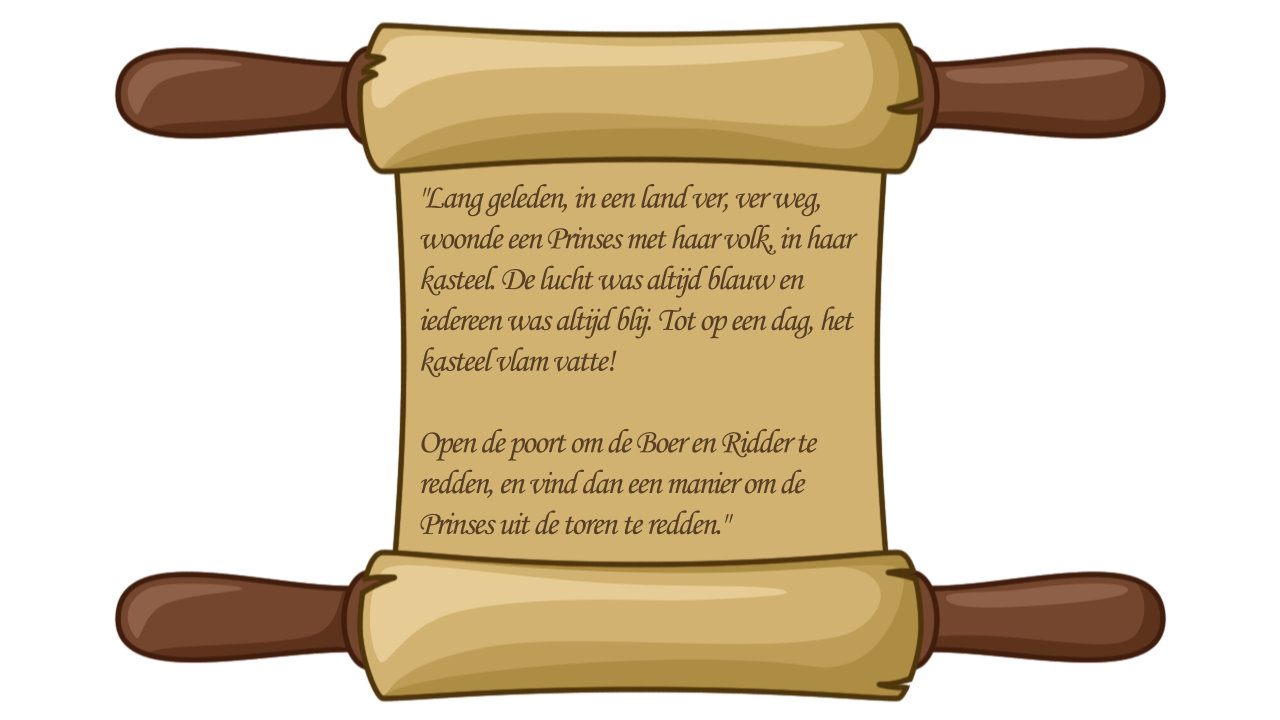 "Lang geleden, in een land ver, ver weg,
woonde een Prinses met haar volk, in haar
kasteel. De lucht was altijd blauw en
iedereen was altijd blij. Tot op een dag, het
kasteel vlam vatte!
Open de poort om de Boer en Ridder te
redden, en vind dan een manier om de
Prinses uit de toren te redden."